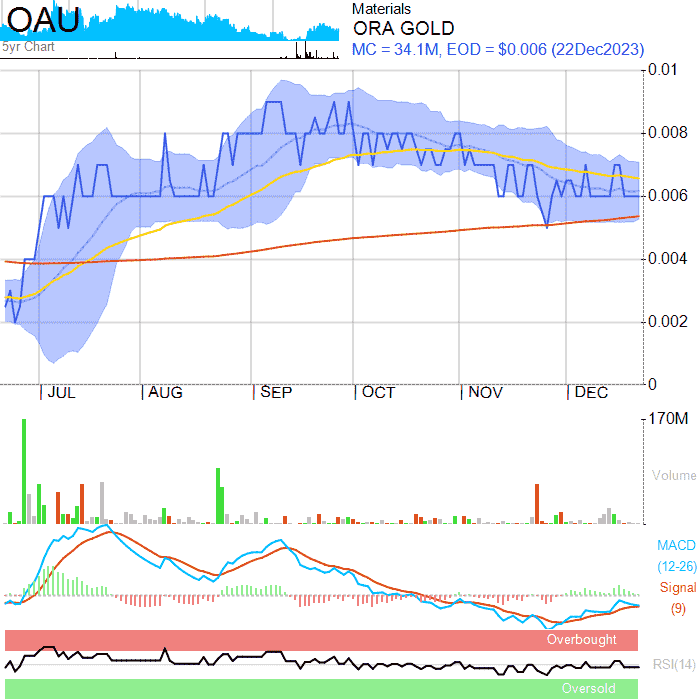 OAU
5yr Chart
Materials
ORA GOLD
MC = 34.1M, EOD = $0.006 (22Dec2023)
0.01
0.008
0.006
0.004
0.002
0
JUL AUG SEP OCT NOV DEC
170M
Volume
MACD
(12-26)
Signal
(9)
Overbought
RSI(14)
Oversold